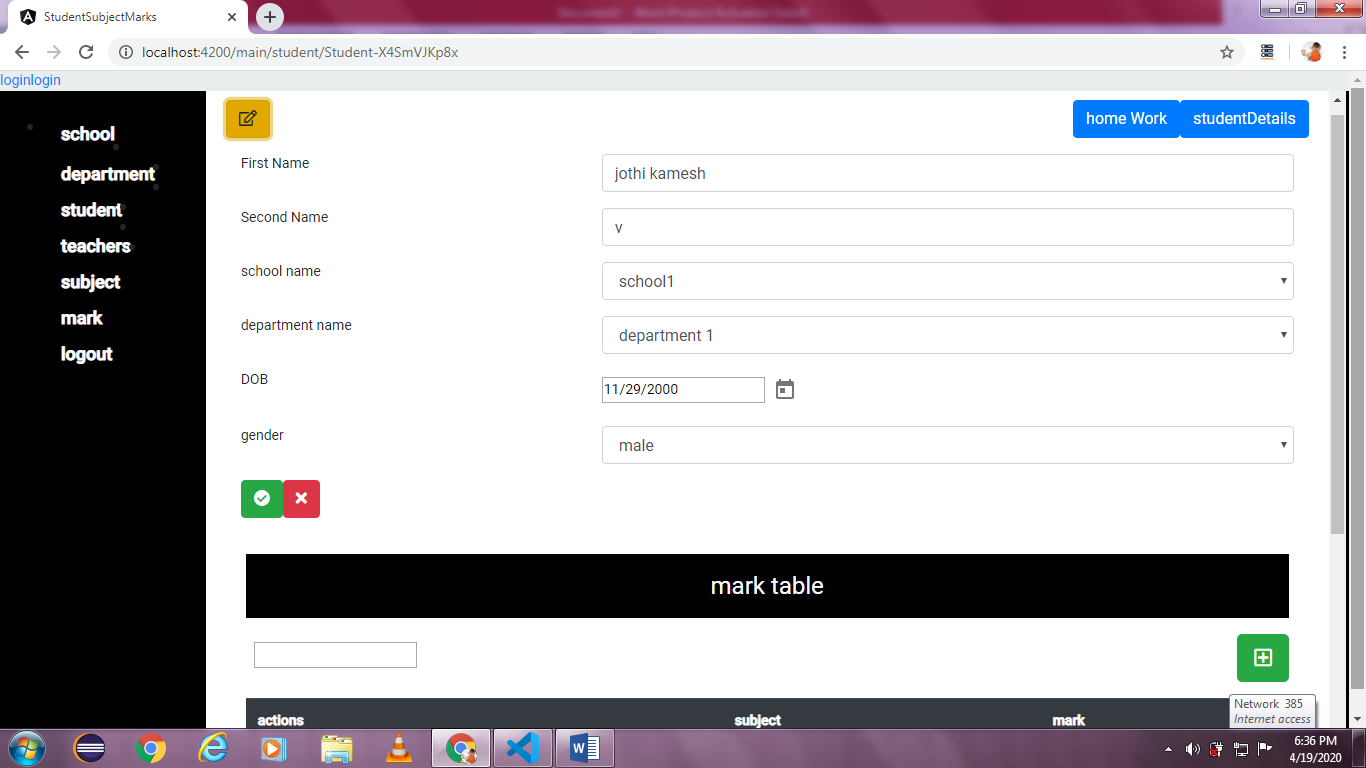 StudentSubjectMarks
localhost:4200/main/student/Student-X4SmVJKp8x
loginlogin
school
department
student
teachers
subject
mark
logout
home Work
studentDetails
First Name
jothi kamesh
Second Name
v
school name
school1
department name
department 1
DOB
11/29/2000
gender
male
mark table
actions
subject
mark
Network 385
Internet access
6:36 PM
4/19/2020